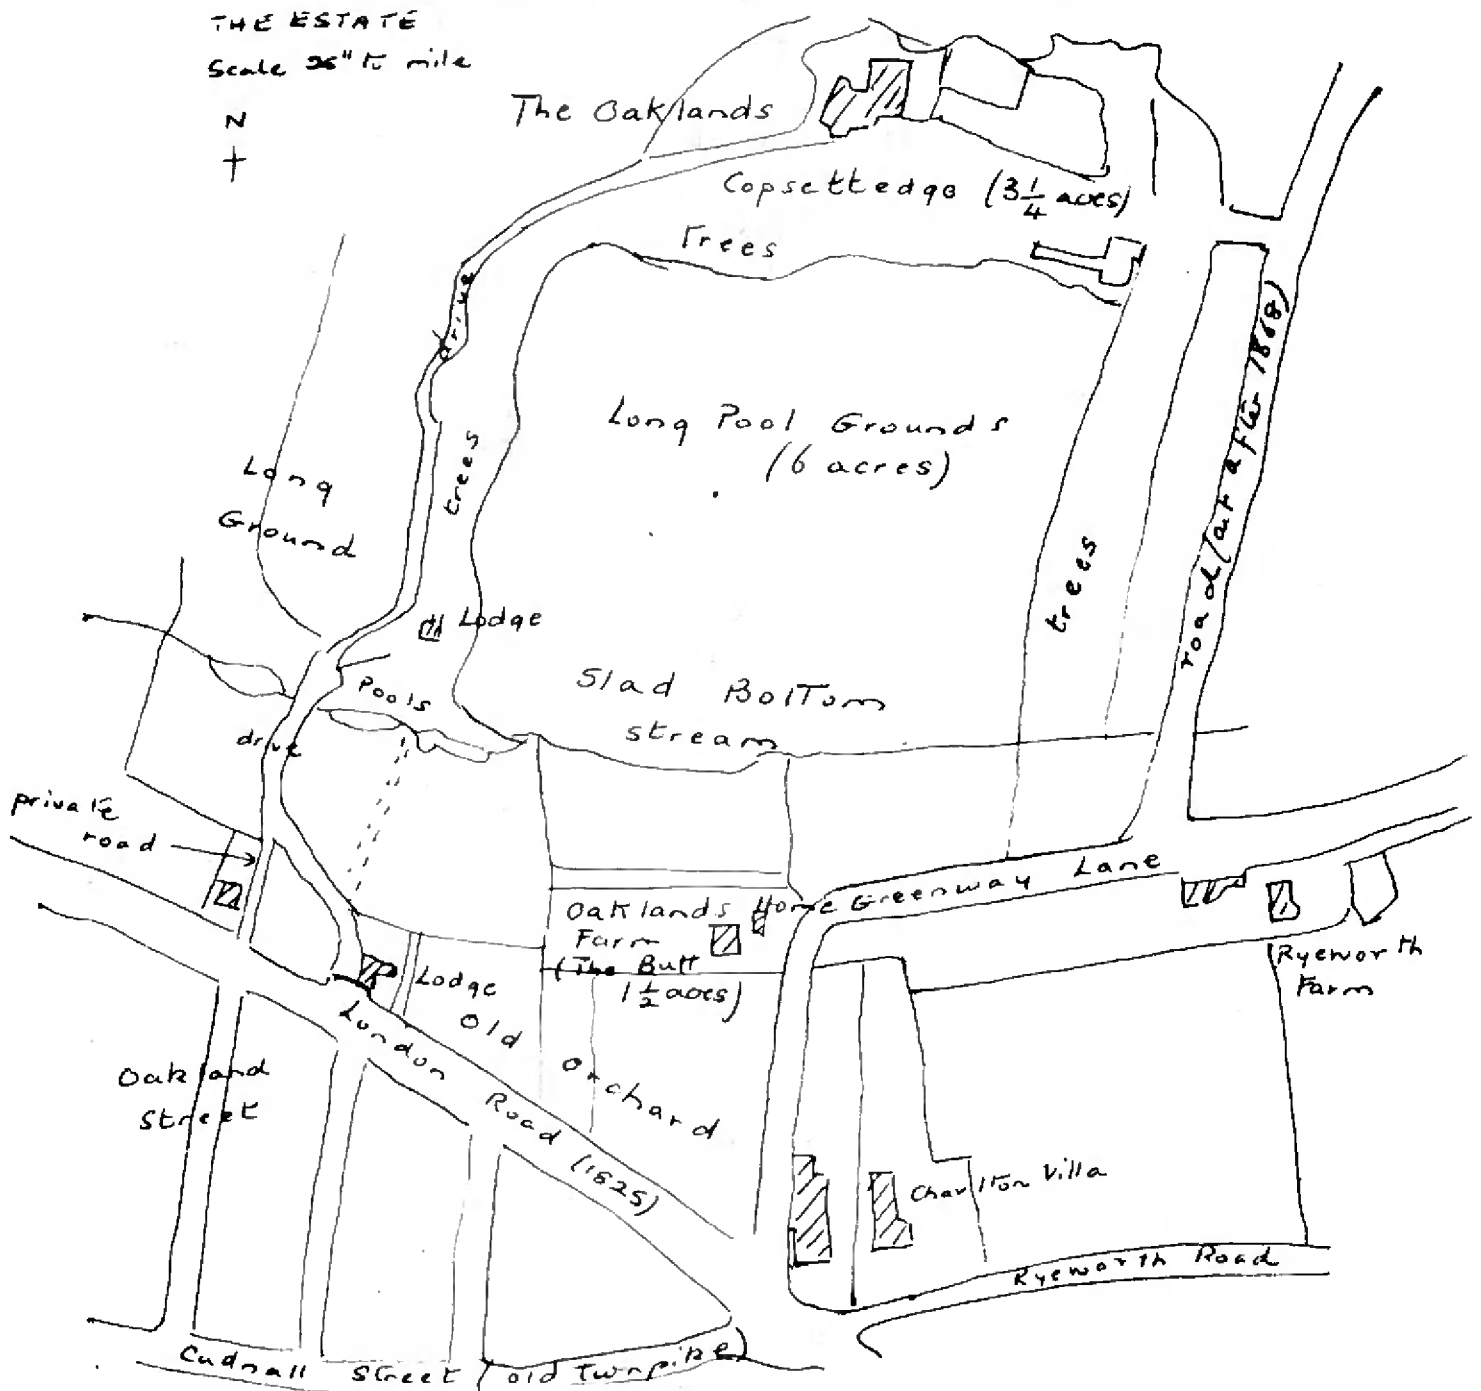 THE ESTATE
Scale 26" to mile
N
The Oaklands
Copsettedge (3 1/4 acres)
Trees
drive
Long Pool Grounds
(6 acres)
trees
Long
Ground
road (at after 1868)
trees
Lodge
Slad Bottom
stream
Pools
drive
private
road
Greenway Lane
Oaklands Home
Farm
(The Butt
1 1/2 acres)
Ryeworth
Farm
Lodge
Old
Orchard
London Road (1825)
Oakland
Street
Charlton Villa
Ryeworth Road
Cudnall Street (old Turnpike)